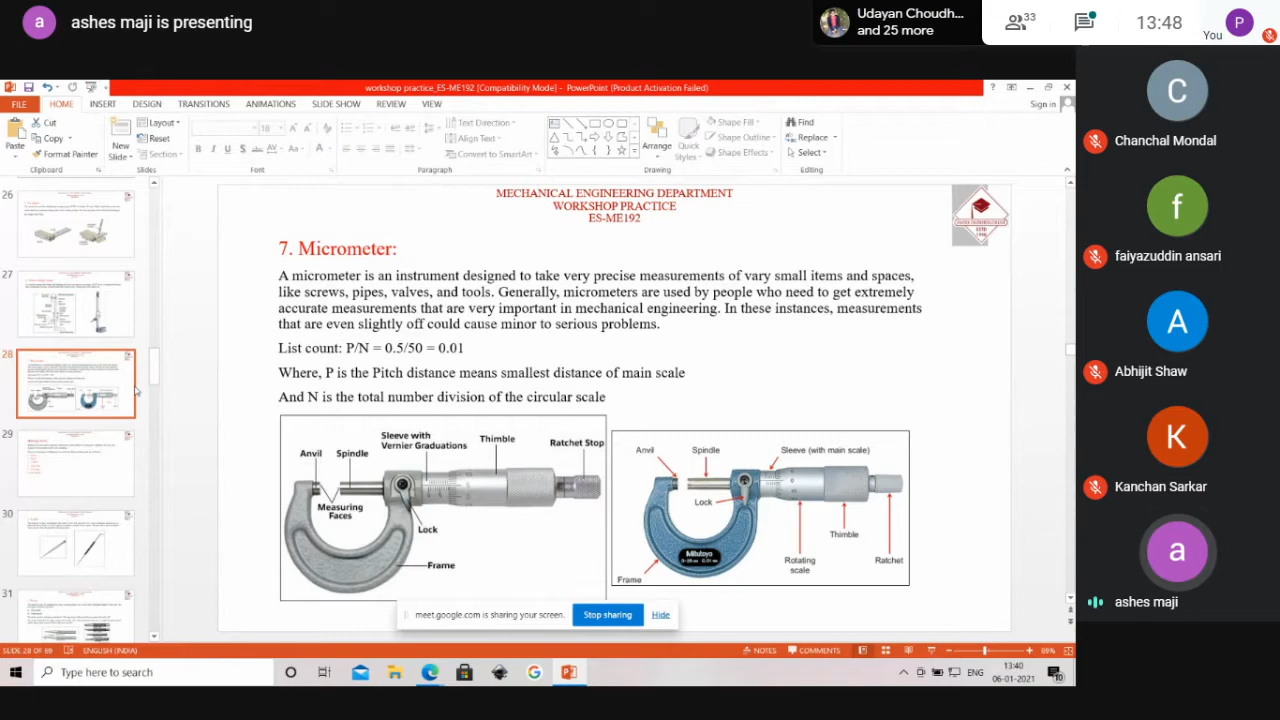 a
ashes maji is presenting
Udayan Choudh...
and 25 more
33
13:48
You
P
workshop practice_ES-ME192 [Compatibility Mode] - PowerPoint (Product Activation Failed)
FILE
HOME
INSERT
DESIGN
TRANSITIONS
ANIMATIONS
SLIDE SHOW
REVIEW
VIEW
Sign in
Paste
Cut
Copy
Format Painter
Clipboard
New
Slide
Layout
Reset
Section
Slides
18
Font
Text Direction
Align Text
Convert to SmartArt
Paragraph
Arrange
Quick
Styles
Shape Fill
Shape Outline
Shape Effects
Drawing
Find
Replace
Select
Editing
26
27
28
29
30
31
MECHANICAL ENGINEERING DEPARTMENT
WORKSHOP PRACTICE
ES-ME192
7. Micrometer:
A micrometer is an instrument designed to take very precise measurements of vary small items and spaces,
like screws, pipes, valves, and tools. Generally, micrometers are used by people who need to get extremely
accurate measurements that are very important in mechanical engineering. In these instances, measurements
that are even slightly off could cause minor to serious problems.
List count: P/N = 0.5/50 = 0.01
Where, P is the Pitch distance means smallest distance of main scale
And N is the total number division of the circular scale
Anvil
Spindle
Sleeve with
Vernier Graduations
Thimble
Ratchet Stop
Measuring
Faces
Lock
Frame
Anvil
Spindle
Sleeve (with main scale)
Lock
Mitutoyo
Rotating
scale
Thimble
Ratchet
Frame
meet.google.com is sharing your screen.
Stop sharing
Hide
SLIDE 28 OF 69
ENGLISH (INDIA)
NOTES
COMMENTS
69%
Type here to search
ENG
13:40
06-01-2021
10
C
Chanchal Mondal
f
faiyazuddin ansari
A
Abhijit Shaw
K
Kanchan Sarkar
a
ashes maji